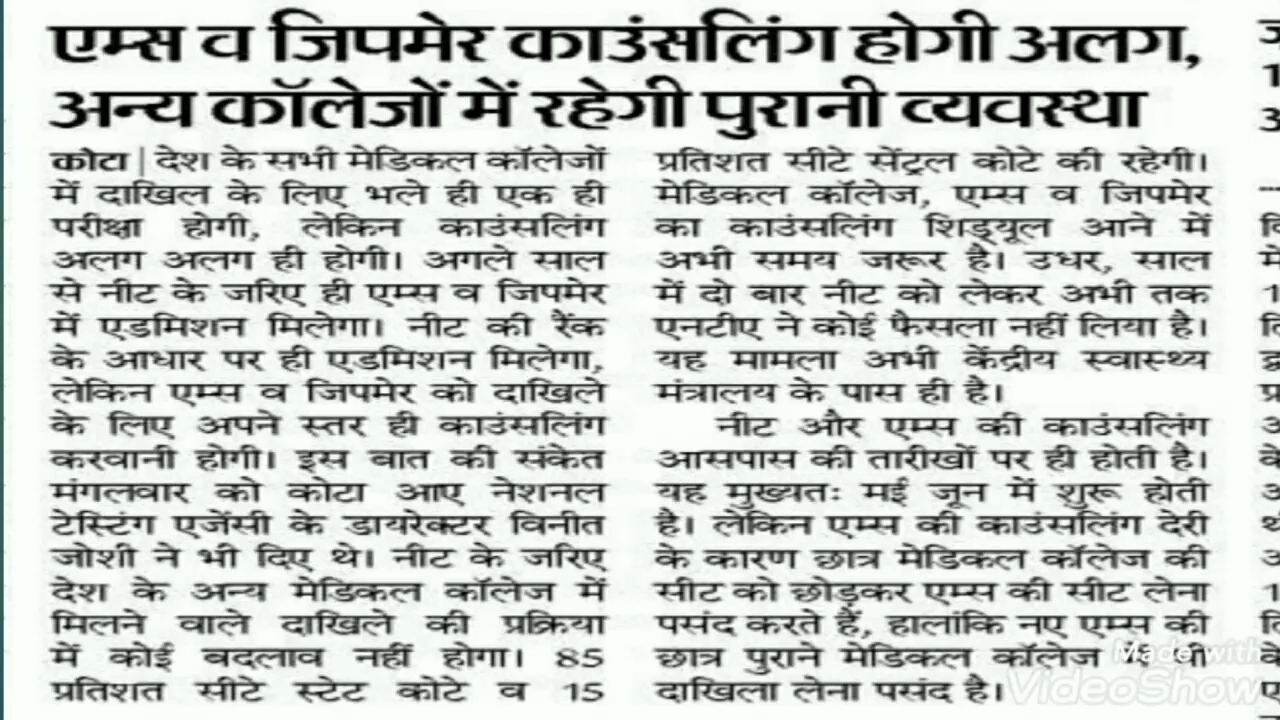 एम्स व जिपमेर काउंसलिंग होगी अलग,
अन्य कॉलेजों में रहेगी पुरानी व्यवस्था
कोटा | देश के सभी मेडिकल कॉलेजों
में दाखिल के लिए भले ही एक ही
परीक्षा होगी, लेकिन काउंसलिंग
अलग अलग ही होगी। अगले साल
से नीट के जरिए ही एम्स व जिपमेर
में एडमिशन मिलेगा। नीट की रैंक
के आधार पर ही एडमिशन मिलेगा,
लेकिन एम्स व जिपमेर को दाखिले
के लिए अपने स्तर ही काउंसलिंग
करवानी होगी। इस बात की संकेत
मंगलवार को कोटा आए नेशनल
टेस्टिंग एजेंसी के डायरेक्टर विनीत
जोशी ने भी दिए थे। नीट के जरिए
देश के अन्य मेडिकल कॉलेज में
मिलने वाले दाखिले की प्रक्रिया
में कोई बदलाव नहीं होगा। 85
प्रतिशत सीटे स्टेट कोटे व 15
प्रतिशत सीटे सेंट्रल कोटे की रहेगी।
मेडिकल कॉलेज, एम्स व जिपमेर
का काउंसलिंग शिड्यूल आने में
अभी समय जरूर है। उधर, साल
में दो बार नीट को लेकर अभी तक
एनटीए ने कोई फैसला नहीं लिया है।
यह मामला अभी केंद्रीय स्वास्थ्य
मंत्रालय के पास ही है।
नीट और एम्स की काउंसलिंग
आसपास की तारीखों पर ही होती है।
यह मुख्यतः मई जून में शुरू होती
है। लेकिन एम्स की काउंसलिंग देरी
के कारण छात्र मेडिकल कॉलेज की
सीट को छोड़कर एम्स की सीट लेना
पसंद करते हैं, हालांकि नए एम्स की
छात्र पुराने मेडिकल कॉलेज
दाखिला लेना पसंद है।
Made with
VideoShow